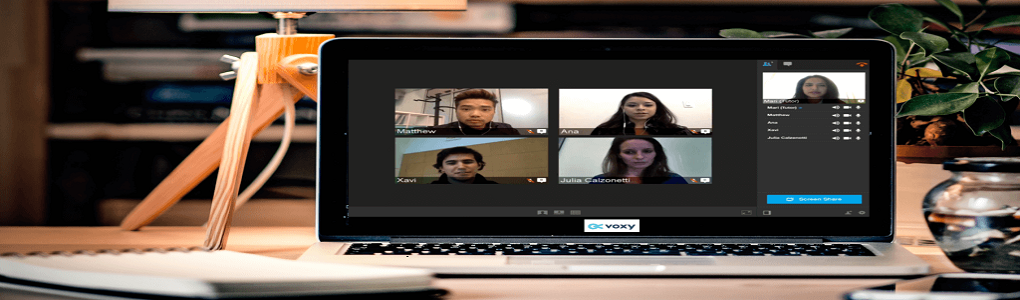 Matthew
Ana
Xavi
Julia Calzonetti
Mari (Tutor)
Mari (Tutor)
Matthew
Ana
Xavi
Julia Calzonetti
Screen Share
voxy